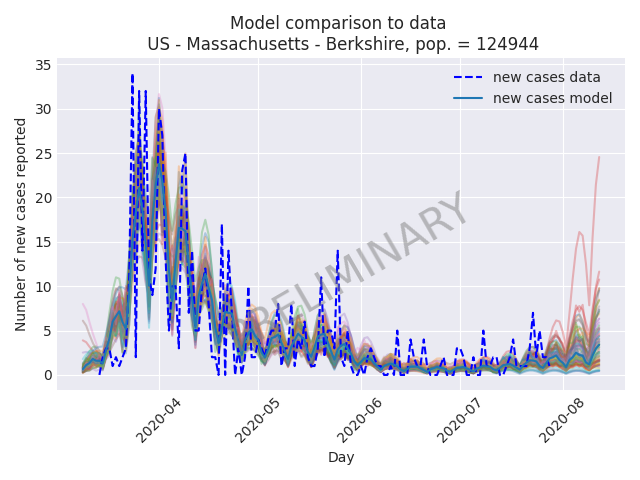 Model comparison to data
US - Massachusetts - Berkshire, pop. = 124944
Number of new cases reported
35
30
25
20
15
10
5
0
new cases data
new cases model
PRELIMINARY
2020-04
2020-05
2020-06
2020-07
2020-08
Day